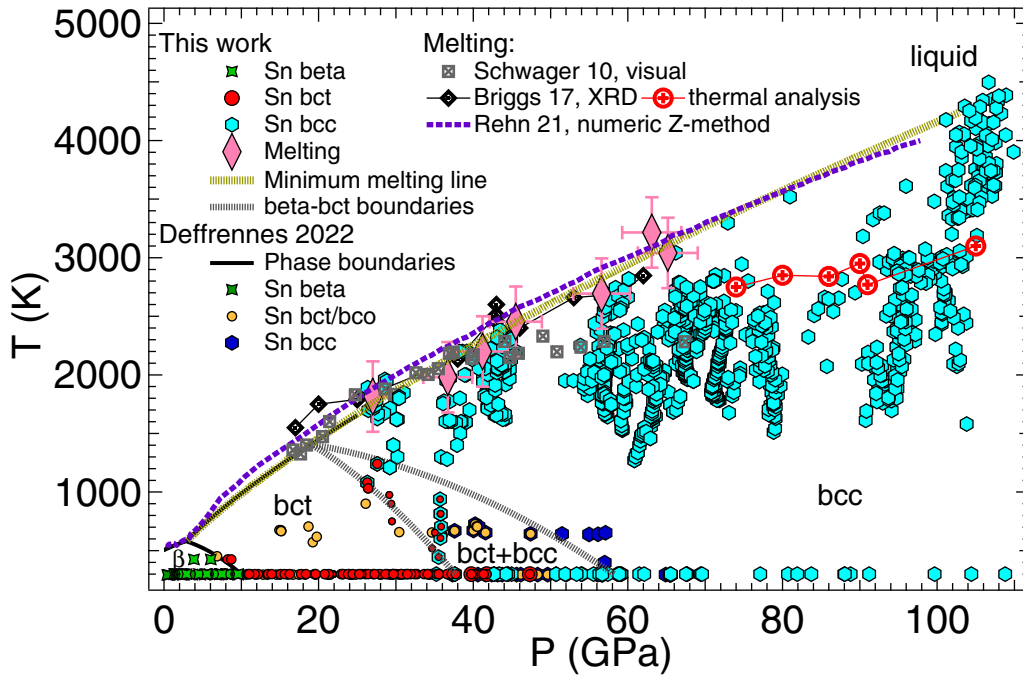 5000
4000
3000
2000
1000
T (K)
This work
Sn beta
Sn bct
Sn bcc
Melting
Minimum melting line
beta-bct boundaries
Deffrennes 2022
Phase boundaries
Sn beta
Sn bct/bco
Sn bcc
Melting:
Schwager 10, visual
Briggs 17, XRD thermal analysis
Rehn 21, numeric Z-method
liquid
bct
bcc
bct+bcc
β
0 20 40 60 80 100
P (GPa)